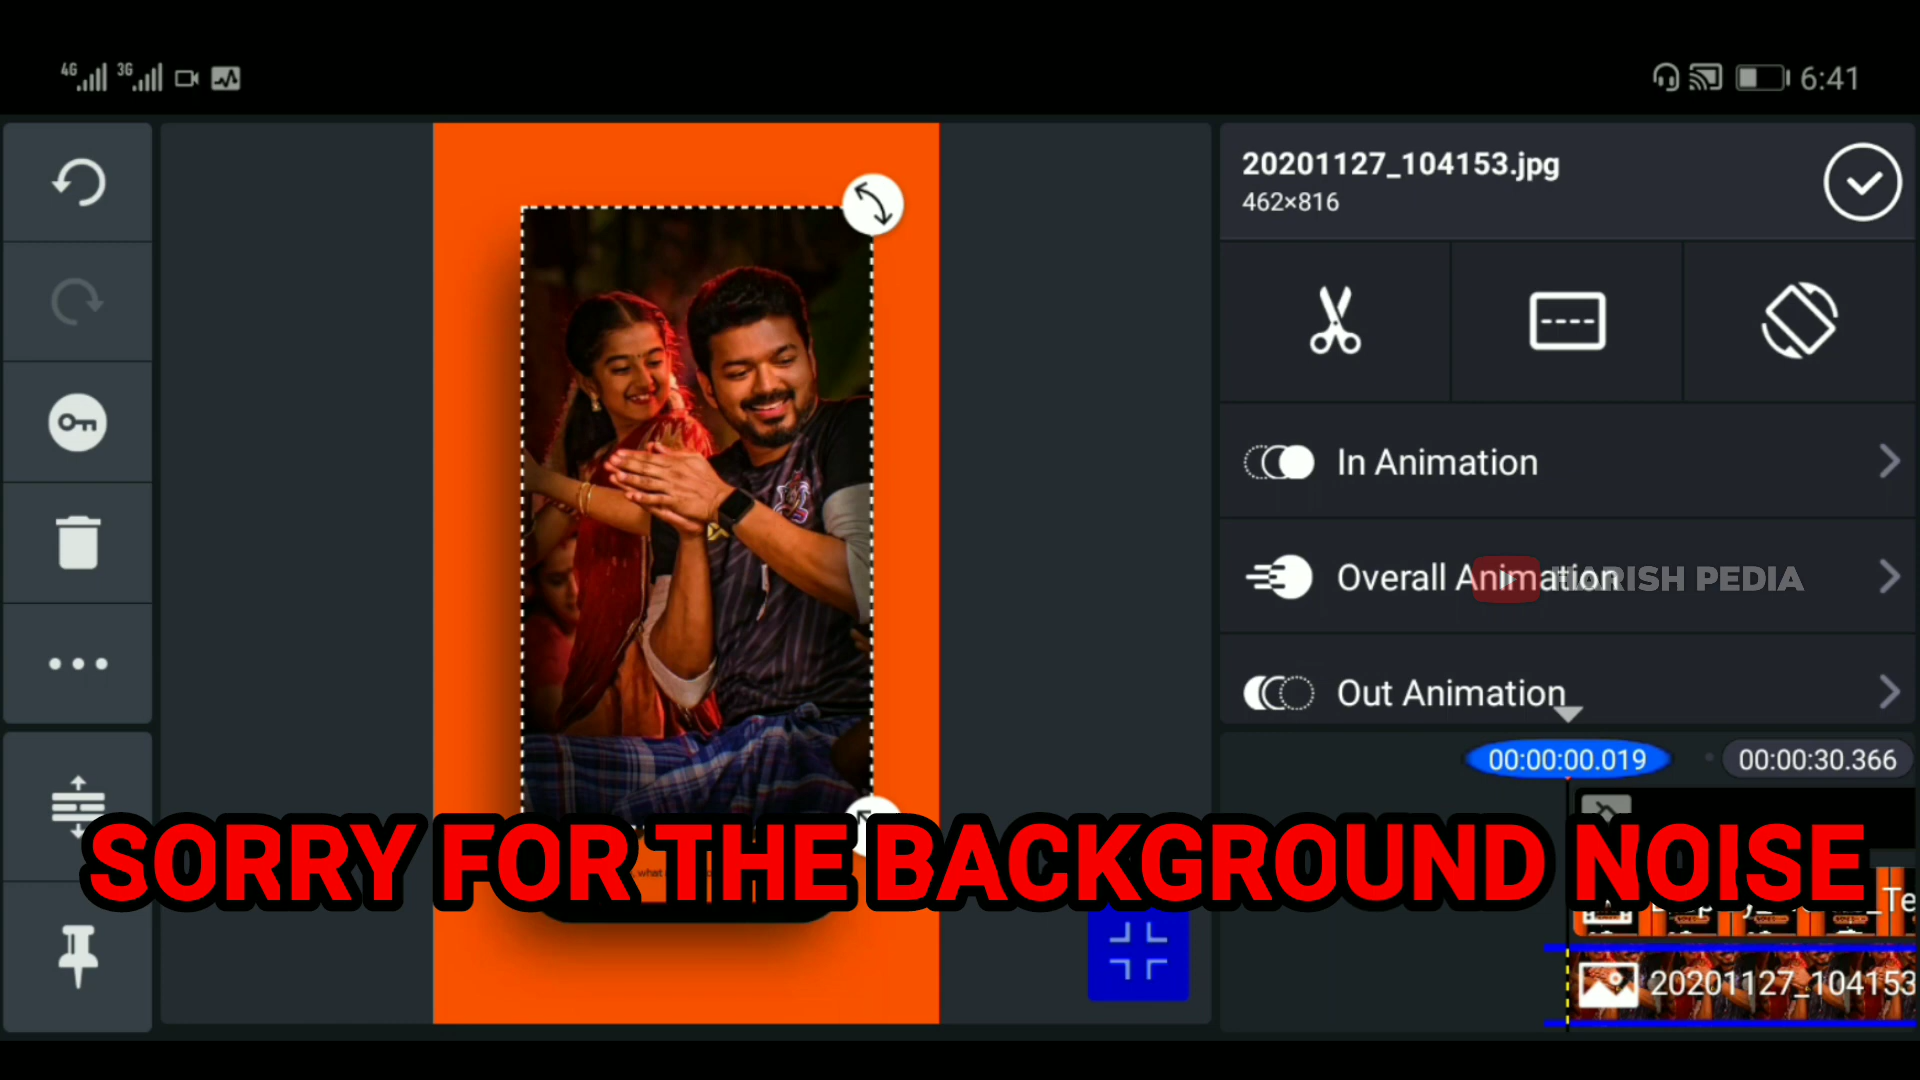 4G 3G 6:41
20201127_104153.jpg
462×816
In Animation
Overall Animation
HARISH PEDIA
Out Animation
00:00:00.019 00:00:30.366
what
SORRY FOR THE BACKGROUND NOISE
20201127_104153